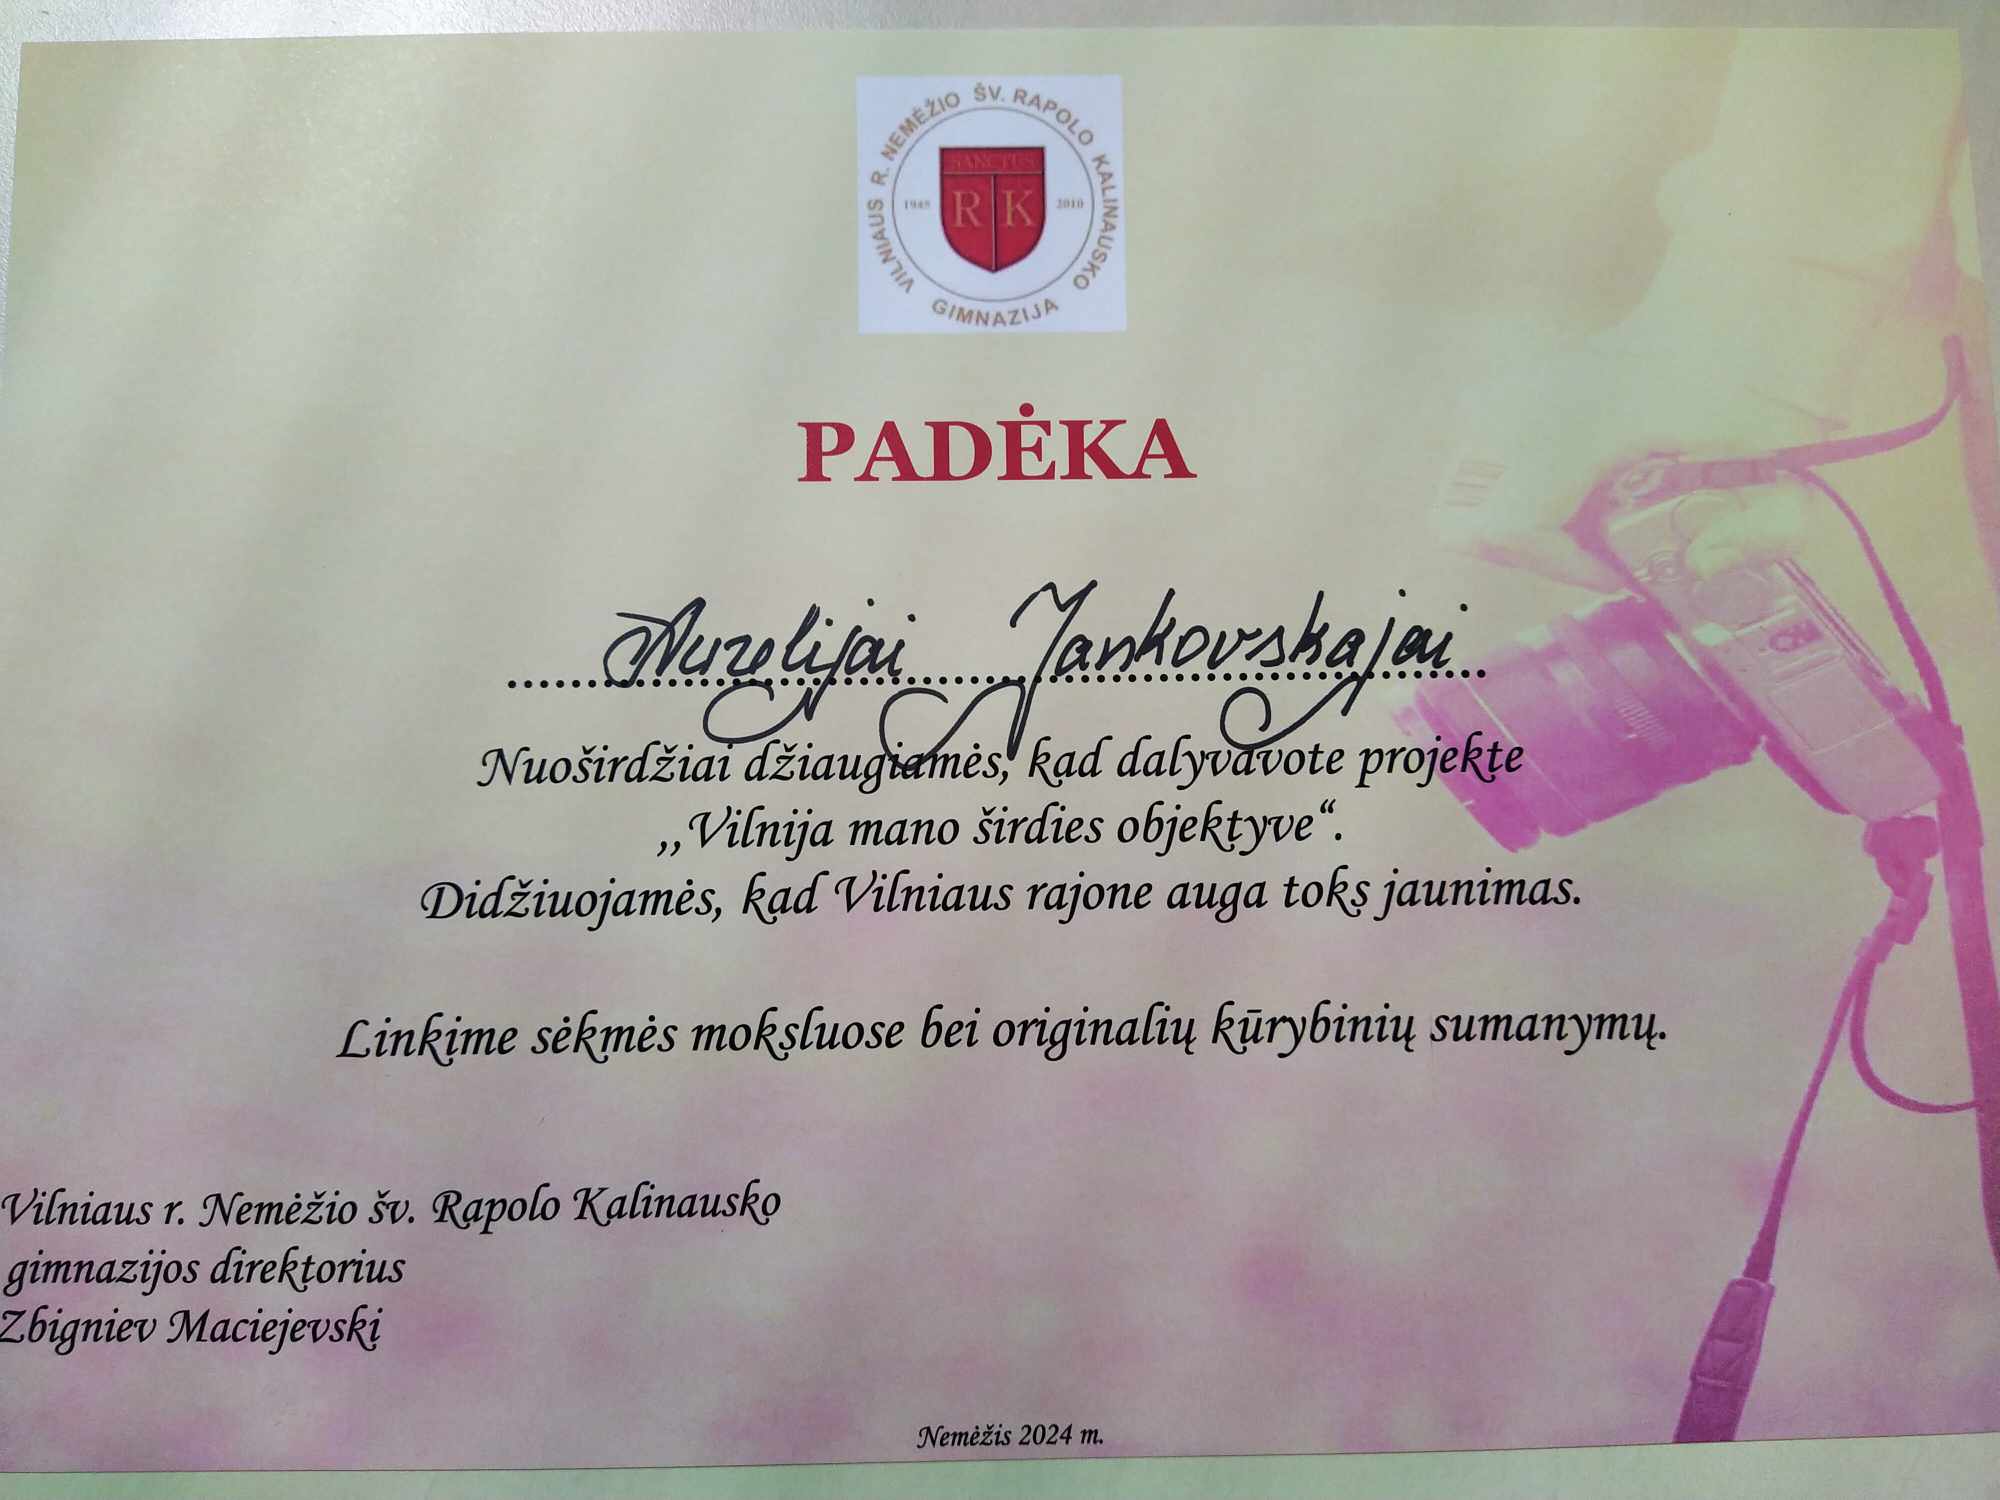 VILNIAUS R. NEMĖŽIO ŠV. RAPOLO KALINAUSKO
GIMNAZIJA
SANCTUS
1945 R K 2010
PADĖKA
Aurelijai Jankovskajai
Nuoširdžiai džiaugiamės, kad dalyvavote projekte
,,Vilnija mano širdies objektyve“.
Didžiuojamės, kad Vilniaus rajone auga toks jaunimas.
Linkime sėkmės moksluose bei originalių kūrybinių sumanymų.
Vilniaus r. Nemėžio šv. Rapolo Kalinausko
gimnazijos direktorius
Zbigniev Maciejevski
Nemėžis 2024 m.